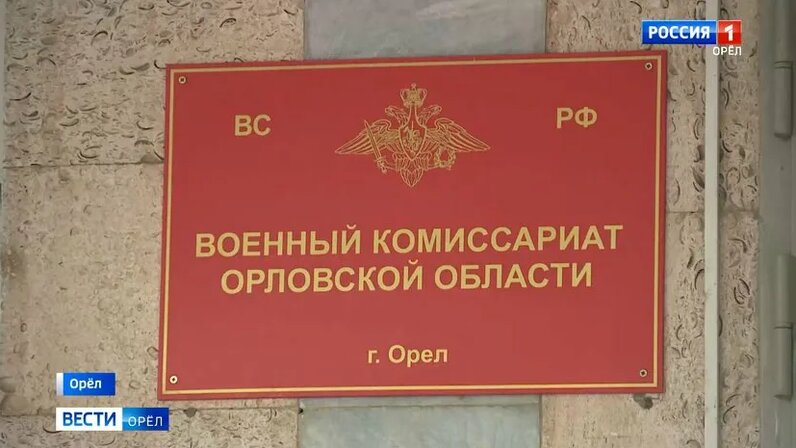 РОССИЯ 1
ОРЁЛ
ВС РФ
ВОЕННЫЙ КОМИССАРИАТ
ОРЛОВСКОЙ ОБЛАСТИ
г. Орел
Орёл
ВЕСТИ ОРЁЛ